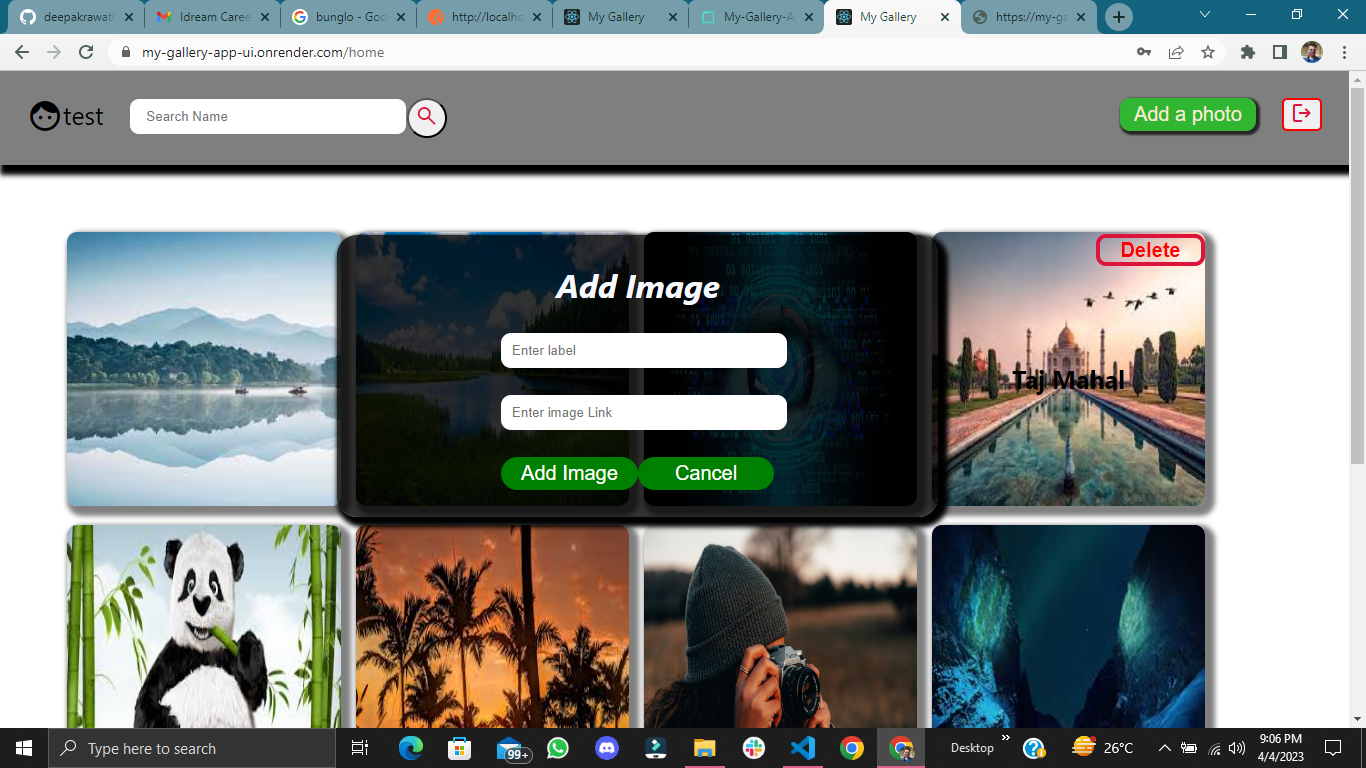 deepakrawat
Idream Caree
bunglo - Goo
http://localho
My Gallery
My-Gallery-A
My Gallery
https://my-ga
my-gallery-app-ui.onrender.com/home
test
Search Name
Add a photo
Delete
Add Image
Enter label
Taj Mahal
Enter image Link
Add Image
Cancel
Type here to search
99+
Desktop
26°C
9:06 PM
4/4/2023